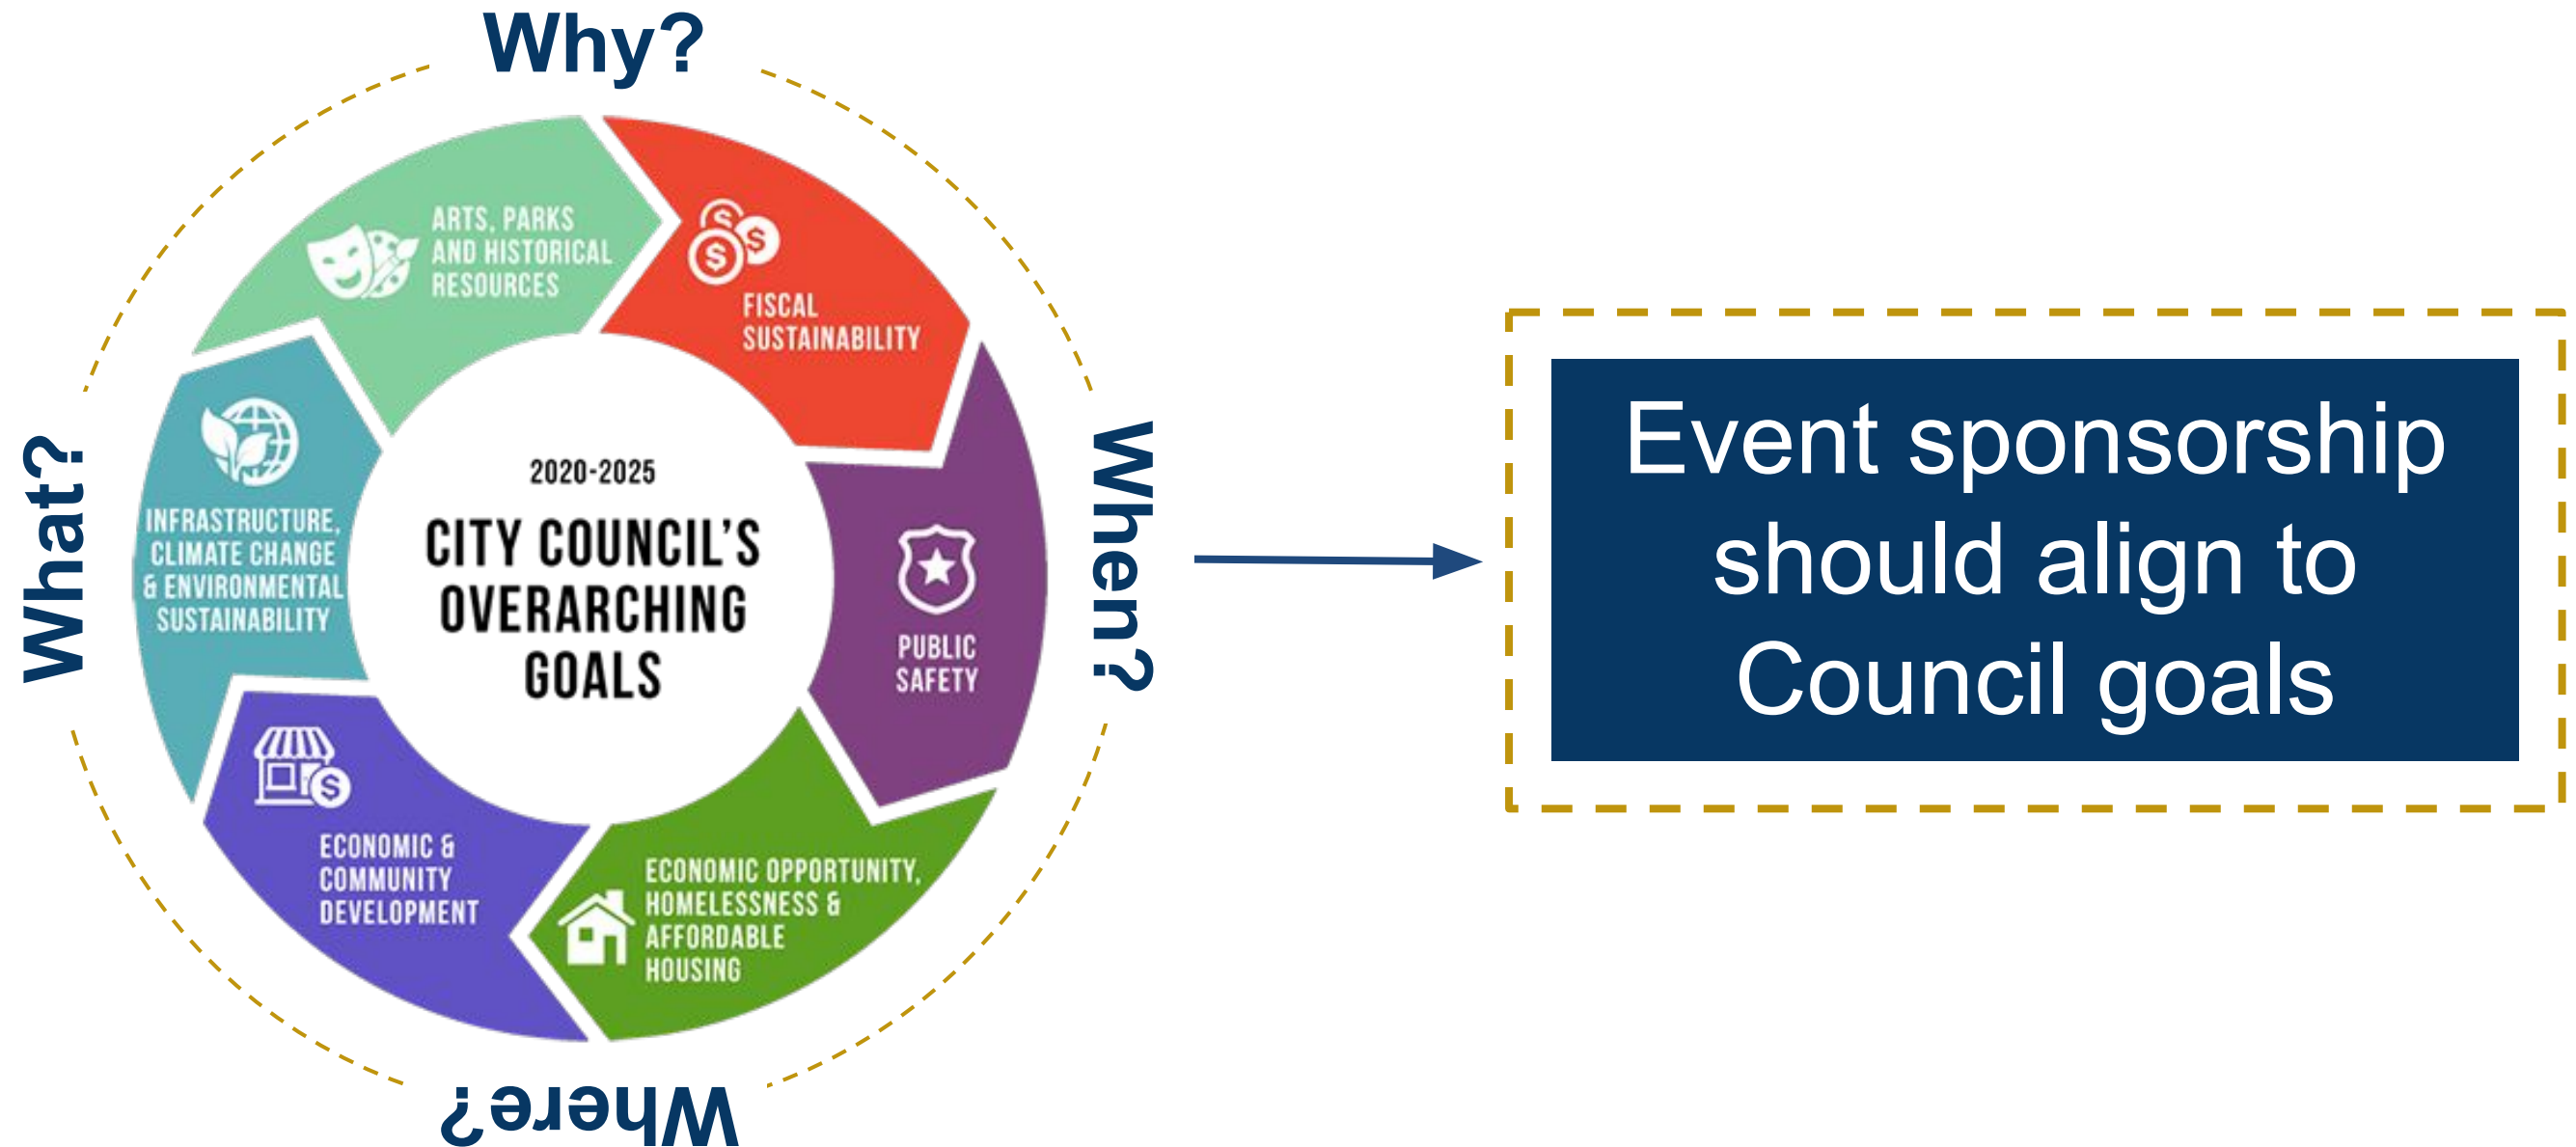 Why?
ARTS, PARKS
AND HISTORICAL
RESOURCES
FISCAL
SUSTAINABILITY
What?
INFRASTRUCTURE,
CLIMATE CHANGE
& ENVIRONMENTAL
SUSTAINABILITY
2020-2025
CITY COUNCIL'S
OVERARCHING
GOALS
PUBLIC
SAFETY
When?
ECONOMIC &
COMMUNITY
DEVELOPMENT
ECONOMIC OPPORTUNITY,
HOMELESSNESS &
AFFORDABLE
HOUSING
Where?
Event sponsorship
should align to
Council goals